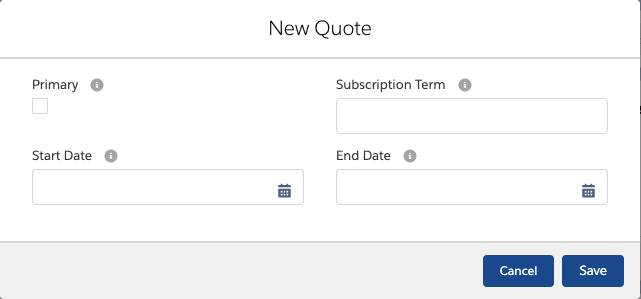 New Quote
Primary
Subscription Term
Start Date
End Date
Cancel
Save